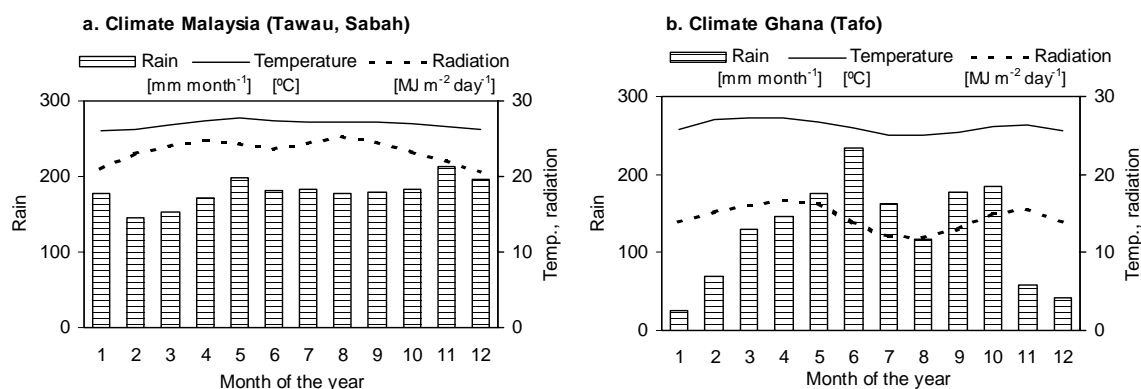 a. Climate Malaysia (Tawau, Sabah)
Rain Temperature Radiation
[mm month⁻¹] [ºC] [MJ m⁻² day⁻¹]
300
200
100
0
30
20
10
0
Rain
Temp., radiation
1 2 3 4 5 6 7 8 9 10 11 12
Month of the year
b. Climate Ghana (Tafo)
Rain Temperature Radiation
[mm month⁻¹] [ºC] [MJ m⁻² day⁻¹]
300
200
100
0
30
20
10
0
Rain
Temp., radiation
1 2 3 4 5 6 7 8 9 10 11 12
Month of the year